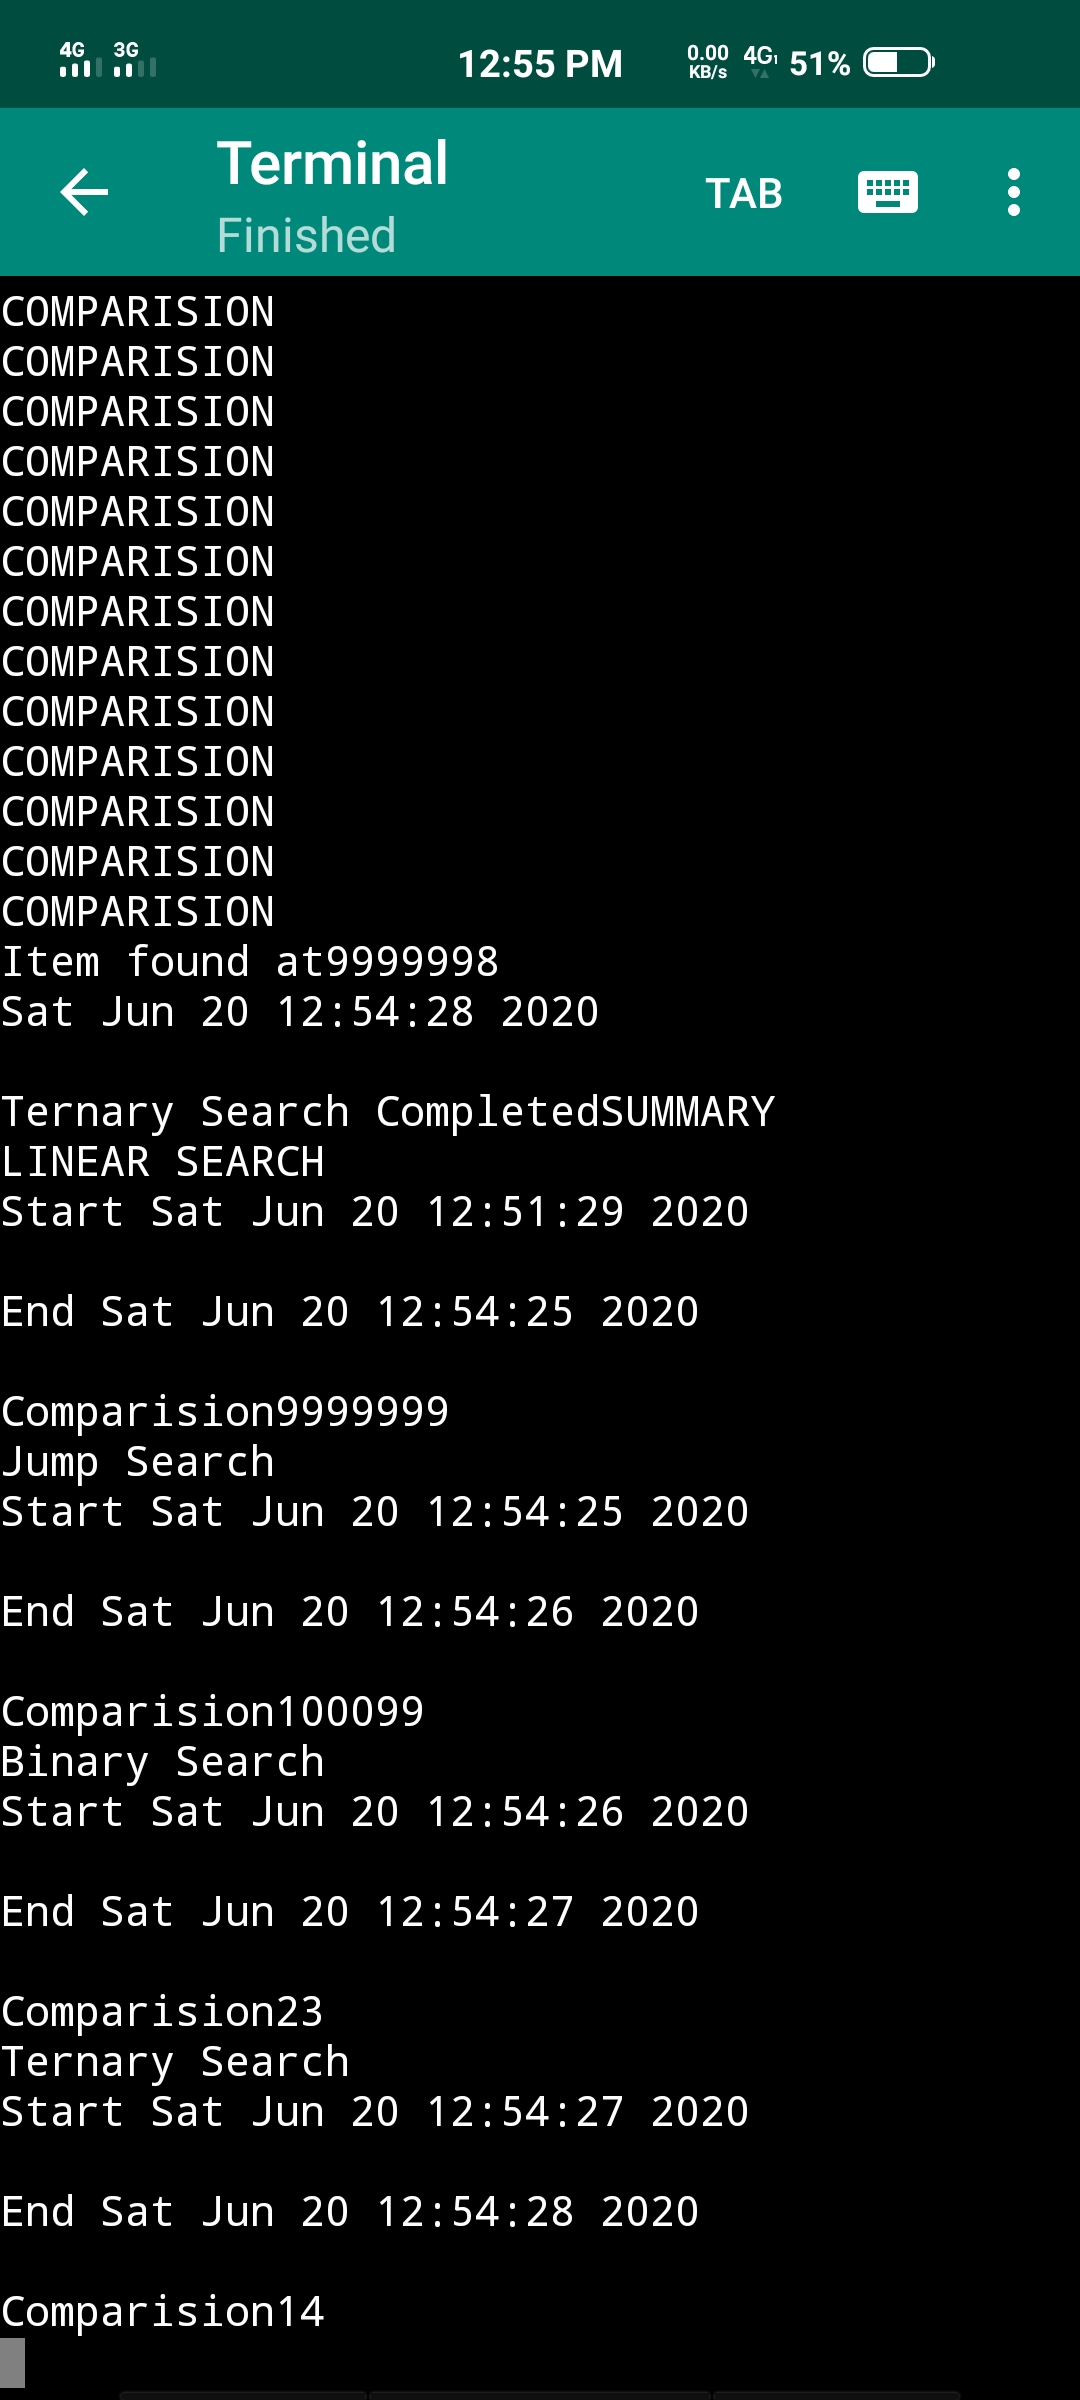 4G 3G 12:55 PM 0.00 KB/s 4G1 51%
Terminal
Finished
TAB
COMPARISION
COMPARISION
COMPARISION
COMPARISION
COMPARISION
COMPARISION
COMPARISION
COMPARISION
COMPARISION
COMPARISION
COMPARISION
COMPARISION
COMPARISION
Item found at9999998
Sat Jun 20 12:54:28 2020
Ternary Search CompletedSUMMARY
LINEAR SEARCH
Start Sat Jun 20 12:51:29 2020
End Sat Jun 20 12:54:25 2020
Comparision9999999
Jump Search
Start Sat Jun 20 12:54:25 2020
End Sat Jun 20 12:54:26 2020
Comparision100099
Binary Search
Start Sat Jun 20 12:54:26 2020
End Sat Jun 20 12:54:27 2020
Comparision23
Ternary Search
Start Sat Jun 20 12:54:27 2020
End Sat Jun 20 12:54:28 2020
Comparision14